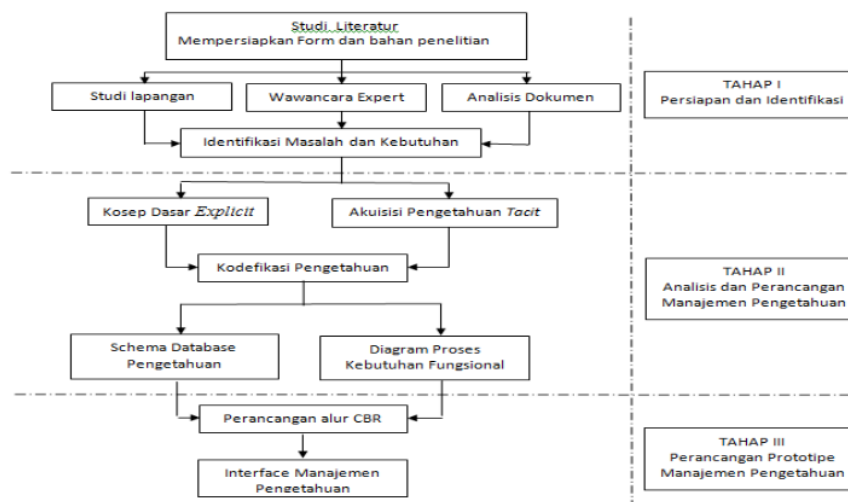 Studi Literatur
Mempersiapkan Form dan bahan penelitian
Studi lapangan
Wawancara Expert
Analisis Dokumen
TAHAP I
Persiapan dan Identifikasi
Identifikasi Masalah dan Kebutuhan
Kosep Dasar Explicit
Akuisisi Pengetahuan Tacit
Kodefikasi Pengetahuan
TAHAP II
Analisis dan Perancangan
Manajemen Pengetahuan
Schema Database
Pengetahuan
Diagram Proses
Kebutuhan Fungsional
Perancangan alur CBR
TAHAP III
Perancangan Prototipe
Manajemen Pengetahuan
Interface Manajemen
Pengetahuan